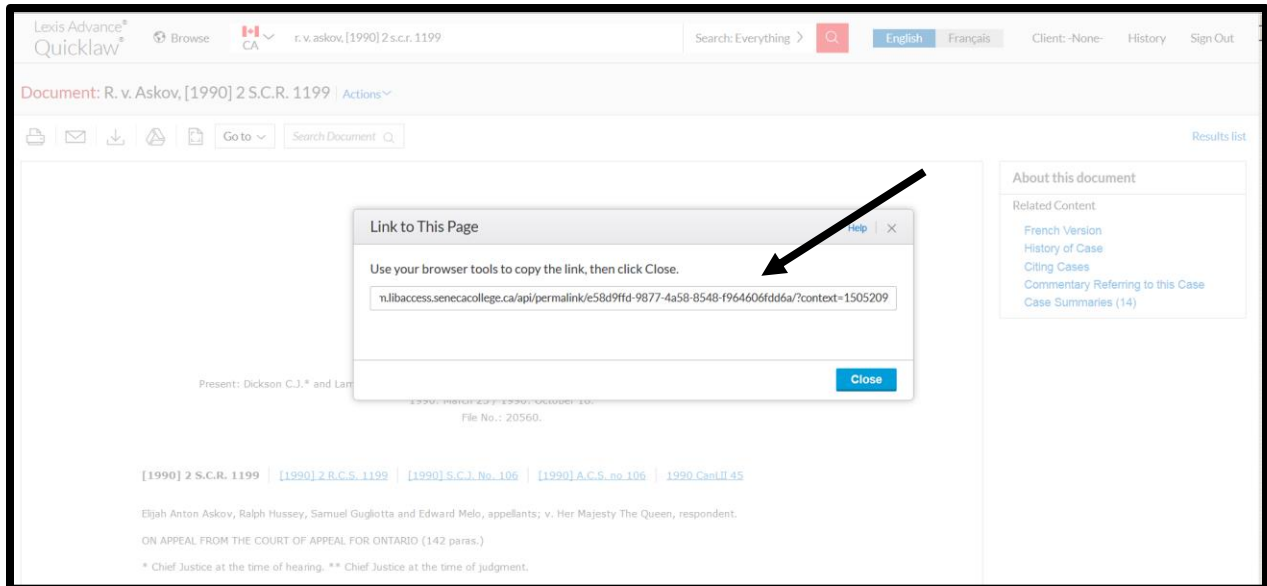 Lexis Advance®
Quicklaw®
Browse
CA
r. v. askov, [1990] 2 s.c.r. 1199
Search: Everything
English
Français
Client: -None-
History
Sign Out
Document: R. v. Askov, [1990] 2 S.C.R. 1199
Actions
Go to
Search Document
Results list
About this document
Related Content
French Version
History of Case
Citing Cases
Commentary Referring to this Case
Case Summaries (14)
Link to This Page
Help
Use your browser tools to copy the link, then click Close.
n.libaccess.senecacollege.ca/api/permalink/e58d9ffd-9877-4a58-8548-f964606fdd6a/?context=1505209
Close
Present: Dickson C.J.* and Lam
File No.: 20560.
[1990] 2 S.C.R. 1199 | [1990] 2 R.C.S. 1199 | [1990] S.C.J. No. 106 | [1990] A.C.S. no 106 | 1990 CanLII 45
Elijah Anton Askov, Ralph Hussey, Samuel Gugliotta and Edward Melo, appellants; v. Her Majesty The Queen, respondent.
ON APPEAL FROM THE COURT OF APPEAL FOR ONTARIO (142 paras.)
* Chief Justice at the time of hearing. ** Chief Justice at the time of judgment.